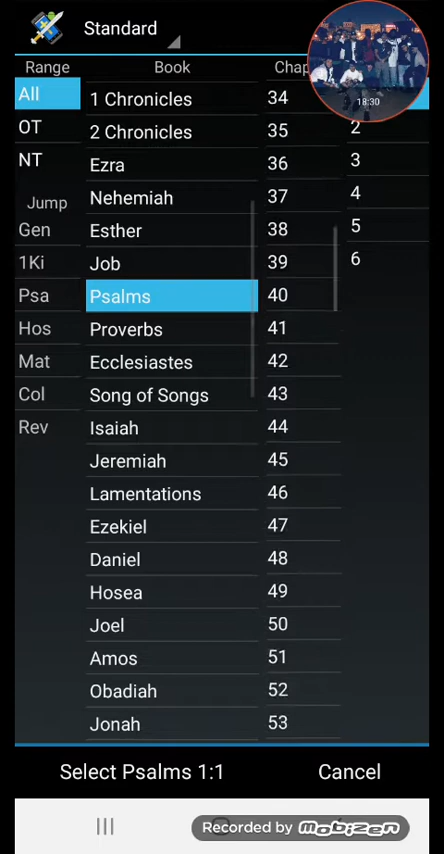 Standard
Range Book Chap
All
OT
NT
Jump
Gen
1Ki
Psa
Hos
Mat
Col
Rev
1 Chronicles
2 Chronicles
Ezra
Nehemiah
Esther
Job
Psalms
Proverbs
Ecclesiastes
Song of Songs
Isaiah
Jeremiah
Lamentations
Ezekiel
Daniel
Hosea
Joel
Amos
Obadiah
Jonah
34
35
36
37
38
39
40
41
42
43
44
45
46
47
48
49
50
51
52
53
18:30
2
3
4
5
6
Select Psalms 1:1 Cancel
Recorded by mobizen